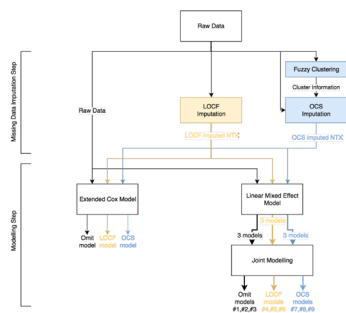 Raw Data
Missing Data Imputation Step
Fuzzy Clustering
Cluster information
Raw Data
LOCF
Imputation
OCS
Imputation
LOCF Imputed NTX
OCS imputed NTX
Modelling Step
Extended Cox Model
Linear Mixed Effect
Model
Omit
model
LOCF
model
OCS
model
3 models
3 models
3 models
Joint Modelling
Omit
models
#1,#2,#3
LOCF
models
#4,#5,#6
OCS
models
#7,#8,#9